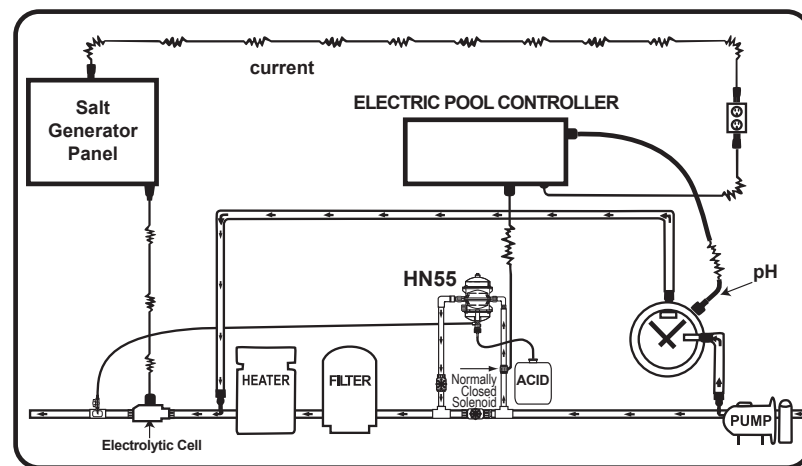 current
Salt
Generator
Panel
ELECTRIC POOL CONTROLLER
HN55
pH
HEATER
FILTER
Normally
Closed
Solenoid
ACID
PUMP
Electrolytic Cell